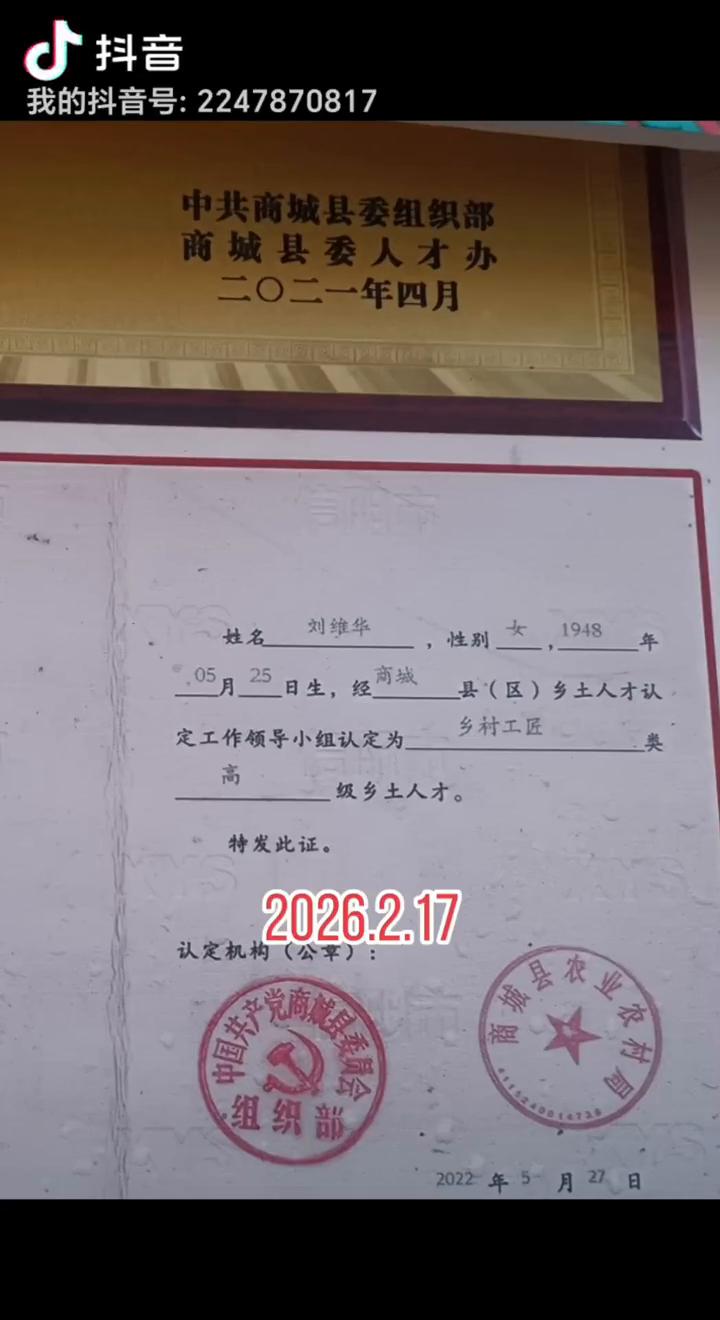 抖音
我的抖音号: 2247870817
中共商城县委组织部
商城县委人才办
二〇二一年四月
姓名 刘维华 ，性别 女 ，1948 年
05 月 25 日生，经 商城 县（区）乡土人才认
定工作领导小组认定为 乡村工匠 类
高 级乡土人才。
特发此证。
2026.2.17
认定机构（公章）：
中国共产党商城县委员会
组织部
商城县农业农村局
2022 年 5 月 27 日